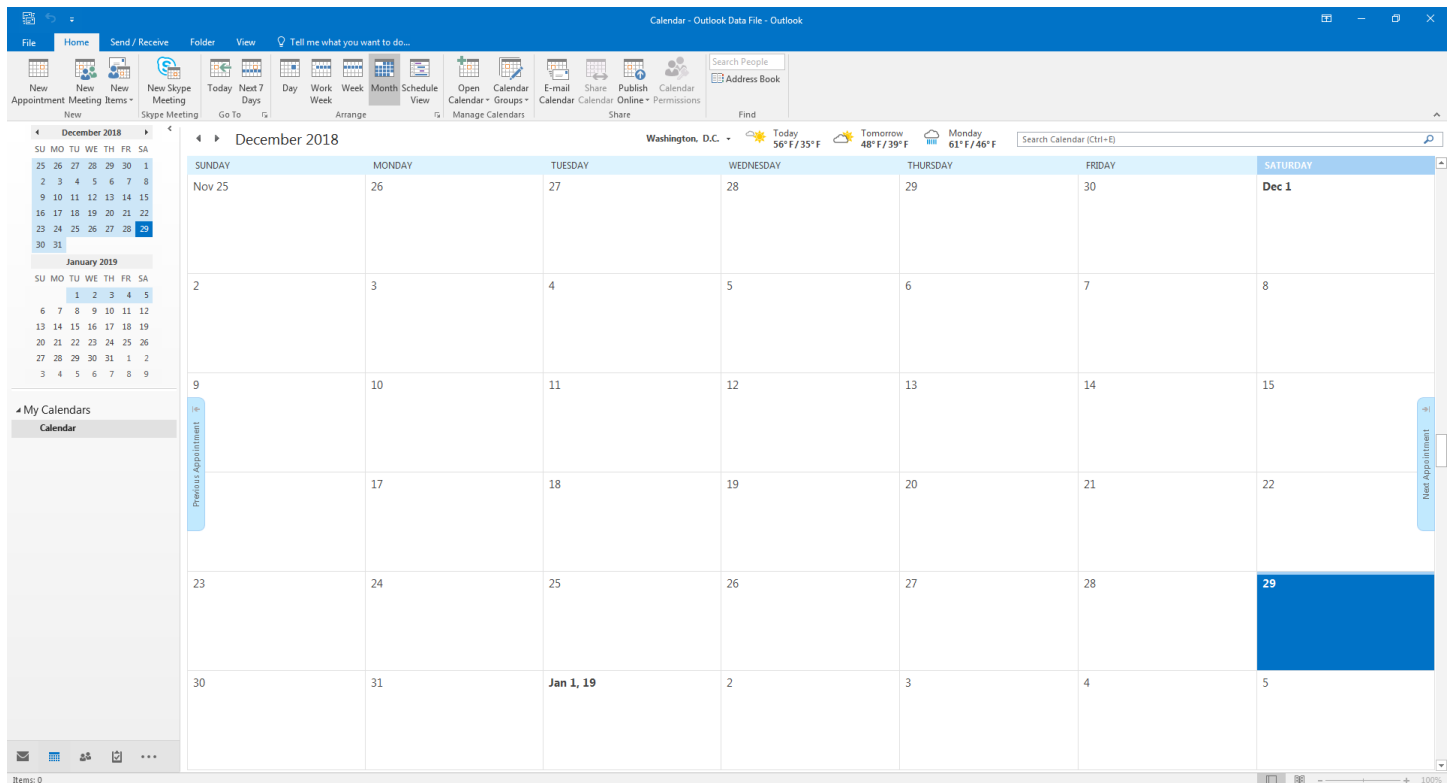 Calendar - Outlook Data File - Outlook
File Home Send / Receive Folder View Tell me what you want to do...
New Appointment
New Meeting
New Items
New
New Skype Meeting
Skype Meeting
Today
Next 7 Days
Go To
Day
Work Week
Week
Month
Schedule View
Arrange
Open Calendar
Calendar Groups
Manage Calendars
E-mail Calendar
Share Calendar
Publish Online
Calendar Permissions
Share
Search People
Address Book
Find
December 2018
SU MO TU WE TH FR SA
25 26 27 28 29 30 1
2 3 4 5 6 7 8
9 10 11 12 13 14 15
16 17 18 19 20 21 22
23 24 25 26 27 28 29
30 31
January 2019
SU MO TU WE TH FR SA
1 2 3 4 5
6 7 8 9 10 11 12
13 14 15 16 17 18 19
20 21 22 23 24 25 26
27 28 29 30 31 1 2
3 4 5 6 7 8 9
My Calendars
Calendar
December 2018
Washington, D.C.
Today
56°F/35°F
Tomorrow
48°F/39°F
Monday
61°F/46°F
Search Calendar (Ctrl+E)
SUNDAY MONDAY TUESDAY WEDNESDAY THURSDAY FRIDAY SATURDAY
Nov 25 26 27 28 29 30 Dec 1
2 3 4 5 6 7 8
9 10 11 12 13 14 15
Previous Appointment
Next Appointment
17 18 19 20 21 22
23 24 25 26 27 28 29
30 31 Jan 1, 19 2 3 4 5
Items: 0
100%